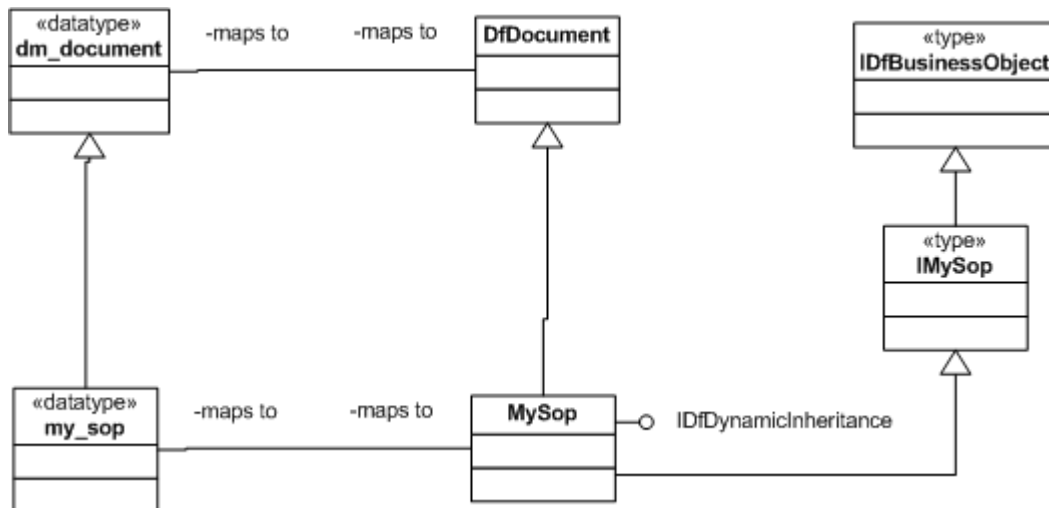 «datatype»
dm_document
-maps to
-maps to
DfDocument
«type»
IDfBusinessObject
«type»
IMySop
«datatype»
my_sop
-maps to
-maps to
MySop
IDfDynamicInheritance